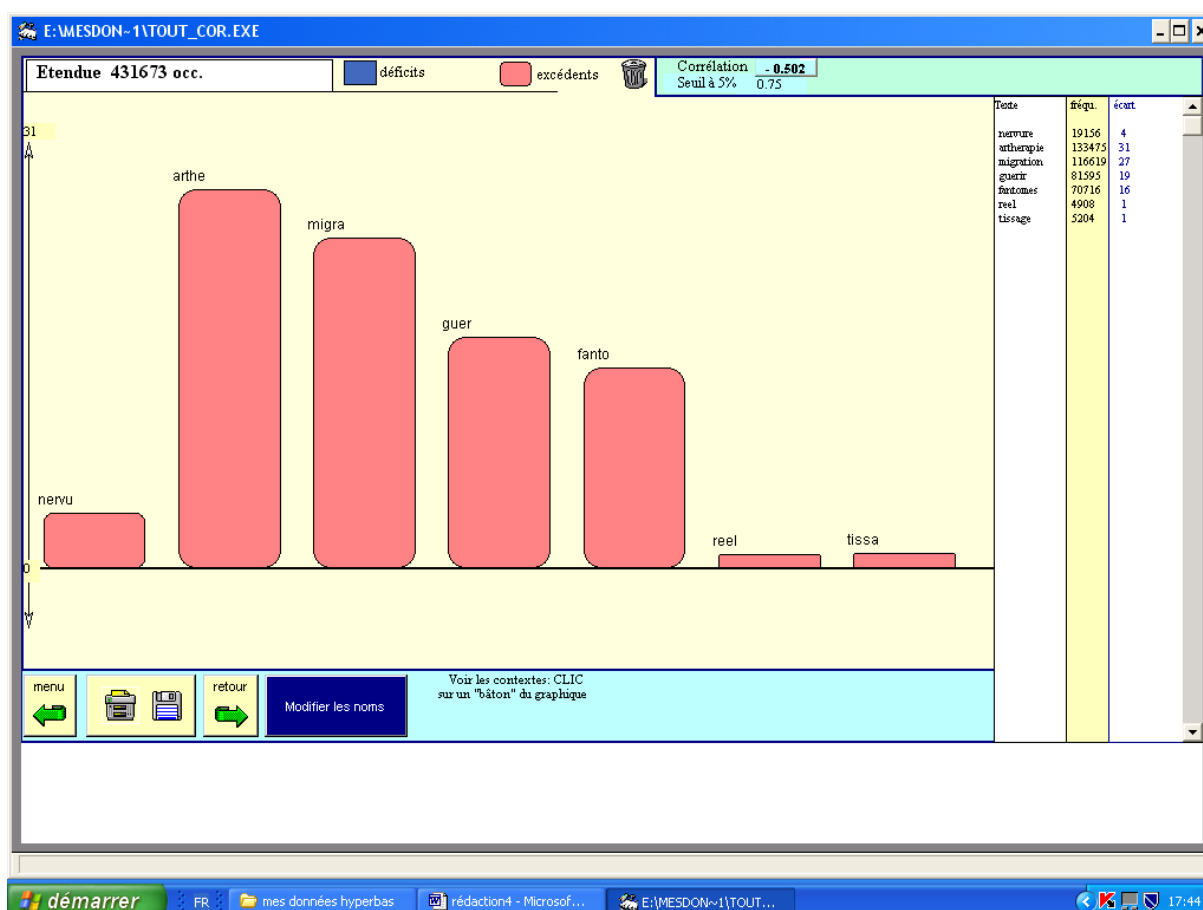 E:\MESDON~1\TOUT_COR.EXE
Etendue 431673 occ.
déficits
excédents
Corrélation - 0.502
Seuil à 5% 0.75
Texte fréqu. écart
nervure 19156 4
artherapie 133475 31
migration 116619 27
guerir 81595 19
fantomes 70716 16
reel 4908 1
tissage 5204 1
31
arthe
migra
guer
fanto
nervu
reel
tissa
0
menu
retour
Modifier les noms
Voir les contextes: CLIC
sur un "bâton" du graphique
démarrer
FR
mes données hyperbas
rédaction4 - Microsof...
E:\MESDON~1\TOUT...
17:44